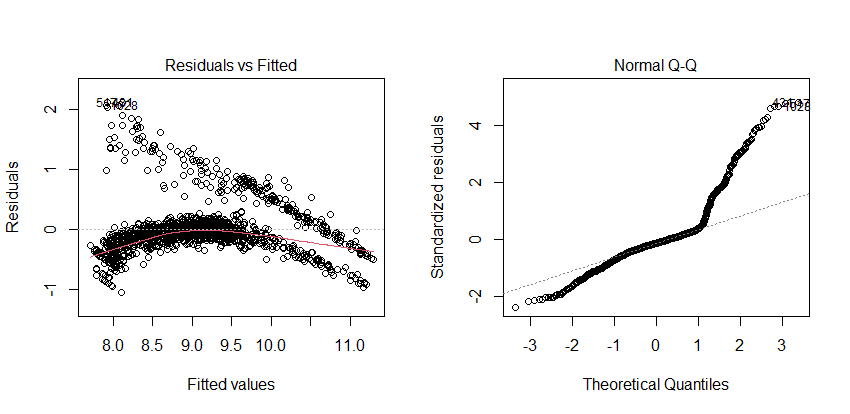 Residuals vs Fitted
Residuals
2
1
0
-1
8.0 8.5 9.0 9.5 10.0 11.0
Fitted values
Normal Q-Q
Standardized residuals
4
2
0
-2
-3 -2 -1 0 1 2 3
Theoretical Quantiles